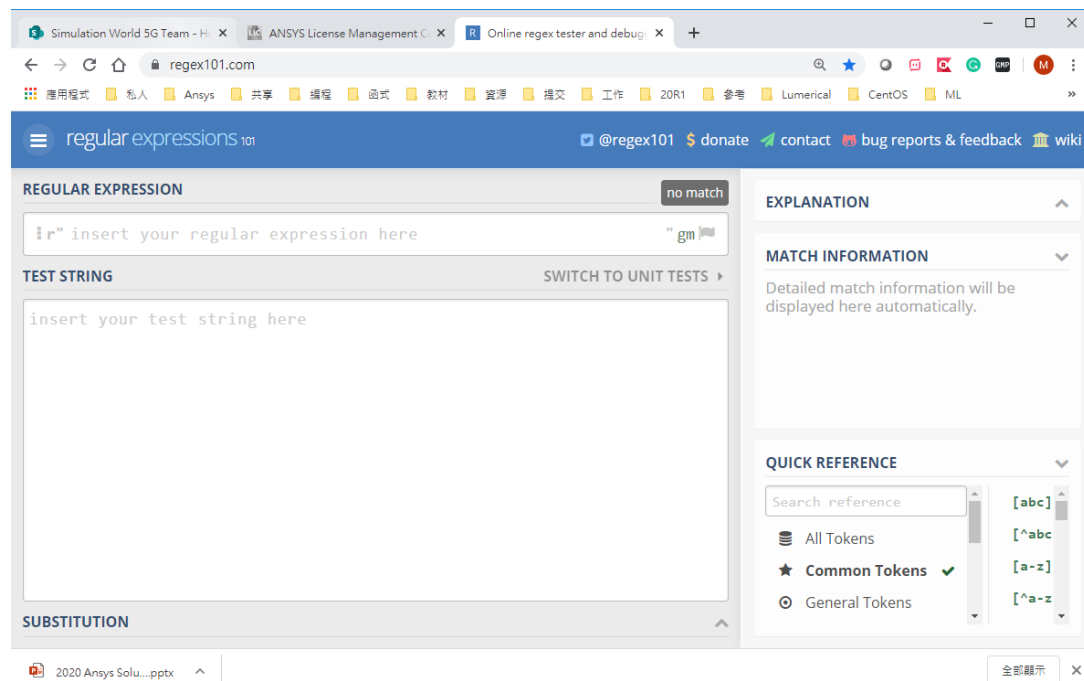 Simulation World 5G Team - H
ANSYS License Management C
Online regex tester and debug
regex101.com
GMP
M
應用程式 私人 Ansys 共享 編程 函式 教材 資源 提交 工作 20R1 參考 Lumerical CentOS ML »
regular expressions 101
@regex101 $ donate contact bug reports & feedback wiki
REGULAR EXPRESSION
no match
r" insert your regular expression here " gm
TEST STRING
SWITCH TO UNIT TESTS
insert your test string here
SUBSTITUTION
EXPLANATION
MATCH INFORMATION
Detailed match information will be
displayed here automatically.
QUICK REFERENCE
Search reference
All Tokens
Common Tokens
General Tokens
[abc]
[^abc
[a-z]
[^a-z
2020 Ansys Solu....pptx
全部顯示